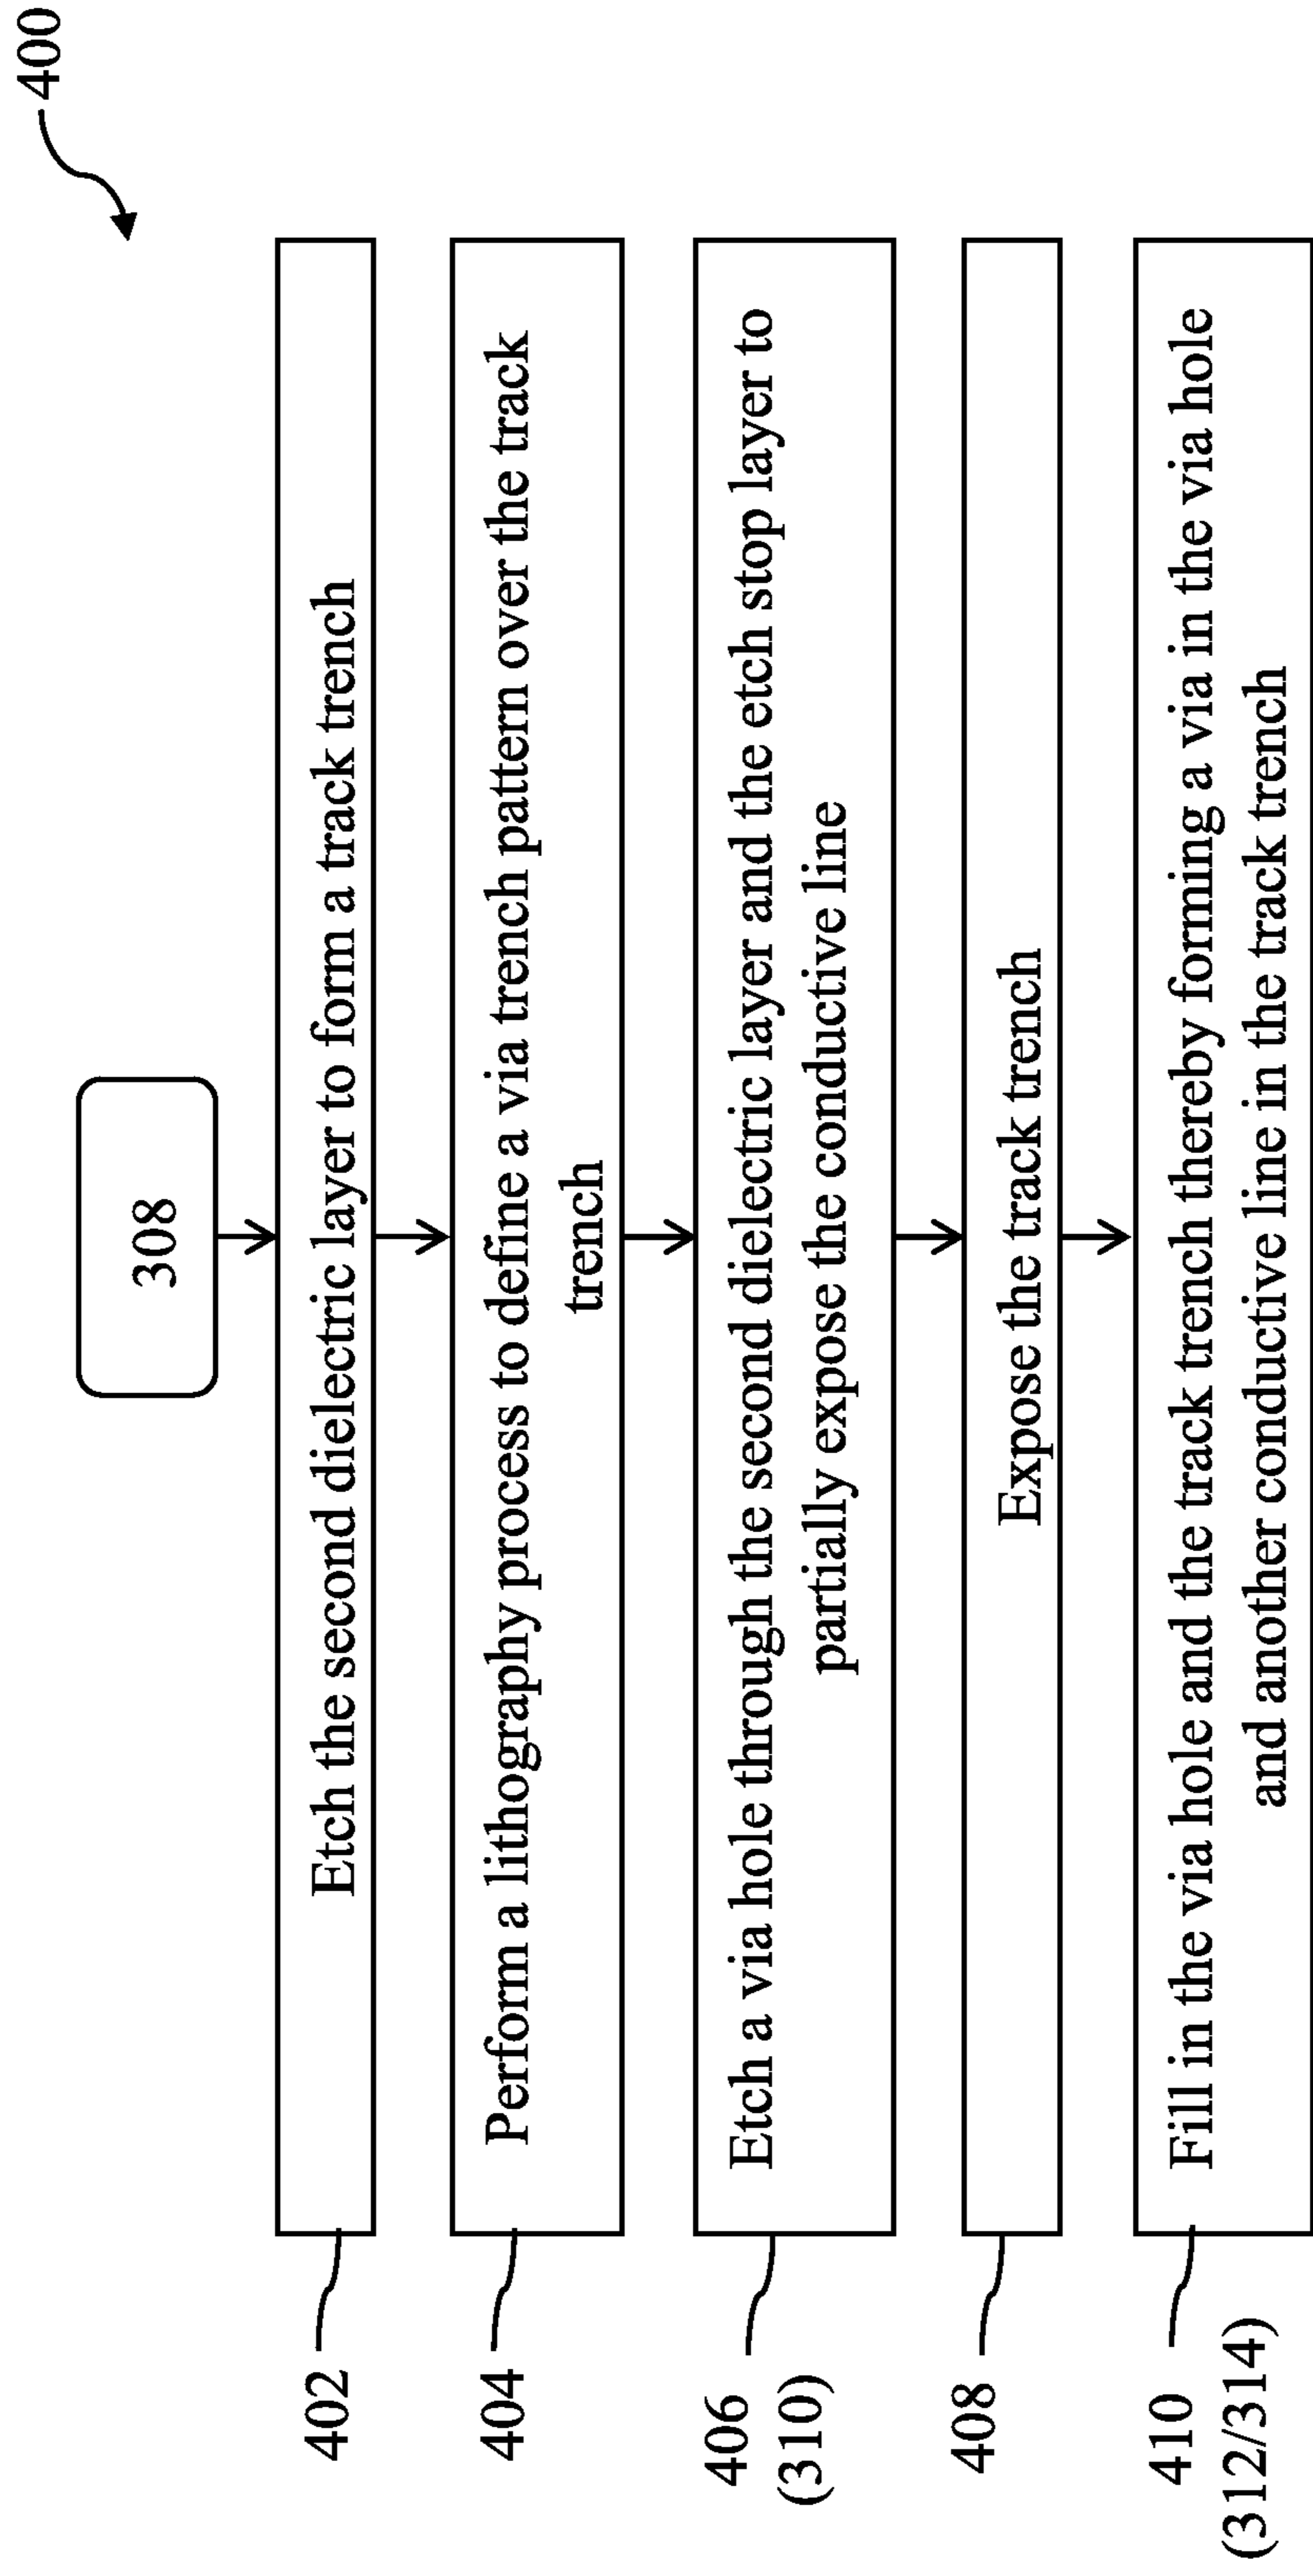 400
308
402
Etch the second dielectric layer to form a track trench
404
Perform a lithography process to define a via trench pattern over the track
trench
406
(310)
Etch a via hole through the second dielectric layer and the etch stop layer to
partially expose the conductive line
408
Expose the track trench
410
(312/314)
Fill in the via hole and the track trench thereby forming a via in the via hole
and another conductive line in the track trench